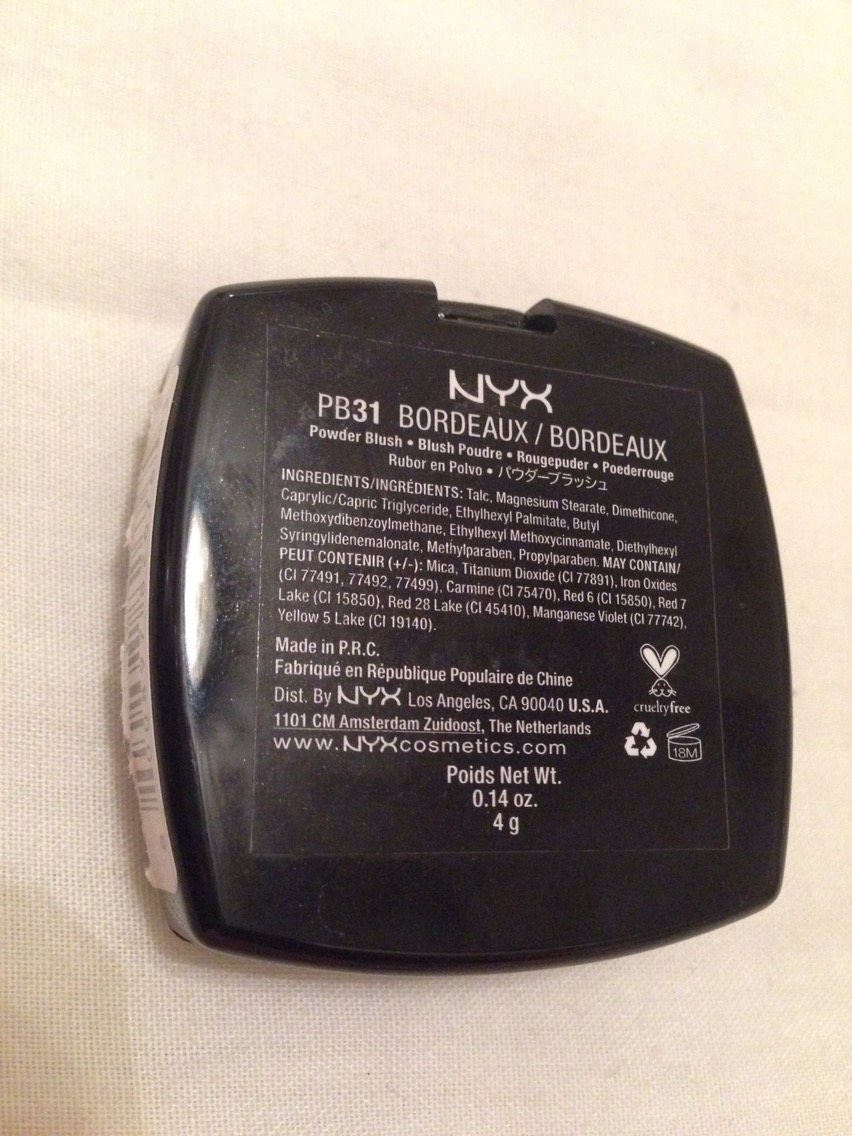 NYX
PB31 BORDEAUX / BORDEAUX
Powder Blush • Blush Poudre • Rougepuder • Poederrouge
Rubor en Polvo • パウダーブラッシュ
INGREDIENTS/INGRÉDIENTS: Talc, Magnesium Stearate, Dimethicone,
Caprylic/Capric Triglyceride, Ethylhexyl Palmitate, Butyl
Methoxydibenzoylmethane, Ethylhexyl Methoxycinnamate, Diethylhexyl
Syringylidenemalonate, Methylparaben, Propylparaben. MAY CONTAIN/
PEUT CONTENIR (+/-): Mica, Titanium Dioxide (CI 77891), Iron Oxides
(CI 77491, 77492, 77499), Carmine (CI 75470), Red 6 (CI 15850), Red 7
Lake (CI 15850), Red 28 Lake (CI 45410), Manganese Violet (CI 77742),
Yellow 5 Lake (CI 19140).
Made in P.R.C.
Fabriqué en République Populaire de Chine
Dist. By NYX Los Angeles, CA 90040 U.S.A.
1101 CM Amsterdam Zuidoost, The Netherlands
www.NYXcosmetics.com
crueltyfree
18M
Poids Net Wt.
0.14 oz.
4 g